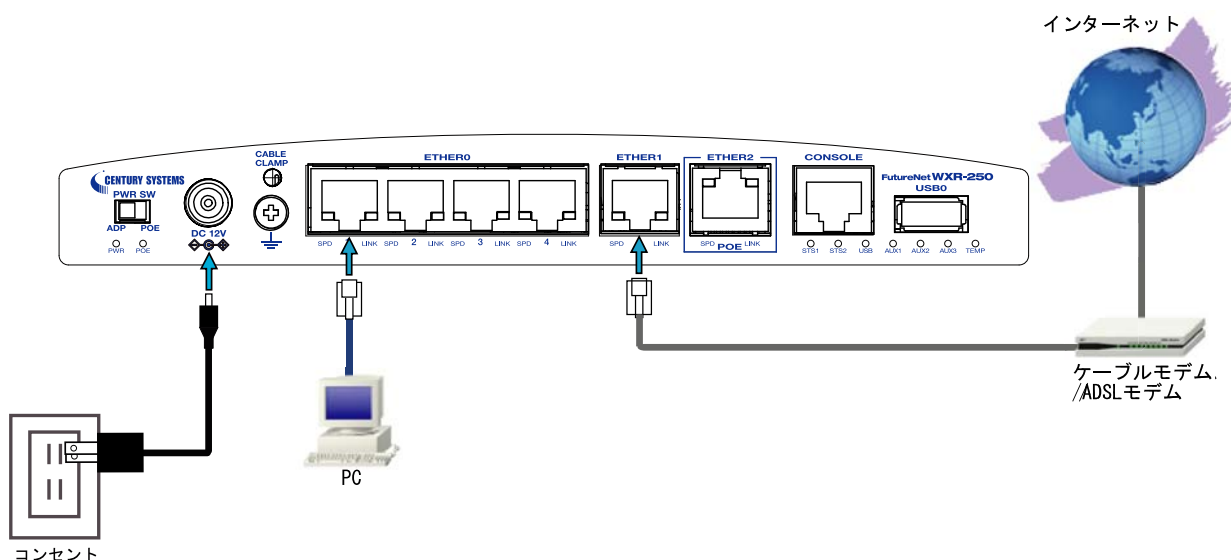 インターネット
CABLE
CLAMP
ETHER0
ETHER1
ETHER2
CONSOLE
CENTURY SYSTEMS
FutureNet WXR-250
PWR SW
USB0
ADP POE
DC 12V
SPD LINK SPD 2 LINK SPD 3 LINK SPD 4 LINK
SPD LINK
SPD LINK
POE
PWR POE
STS1 STS2 USB AUX1 AUX2 AUX3 TEMP
ケーブルモデム.
/ADSLモデム
PC
コンセント